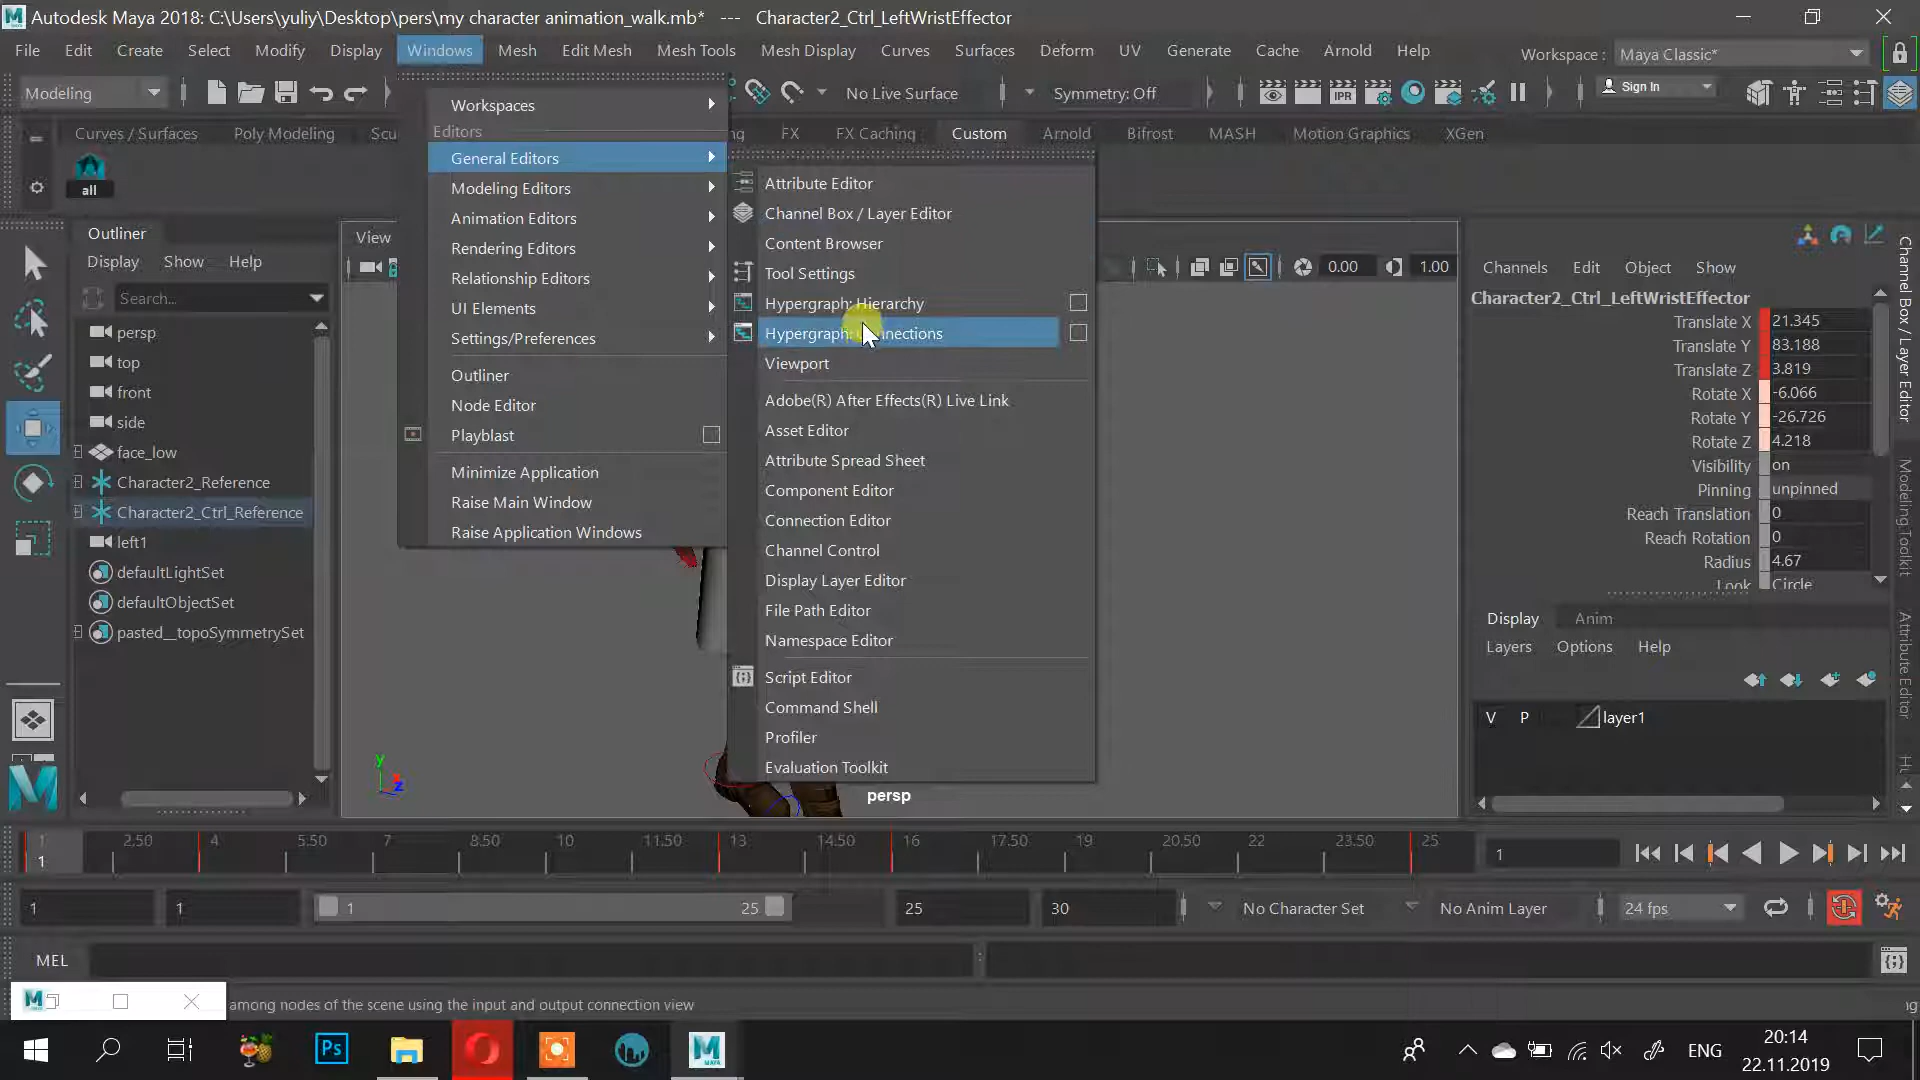 Autodesk Maya 2018: C:\Users\yuliy\Desktop\pers\my character animation_walk.mb* --- Character2_Ctrl_LeftWristEffector
File Edit Create Select Modify Display Windows Mesh Edit Mesh Mesh Tools Mesh Display Curves Surfaces Deform UV Generate Cache Arnold Help
Workspace : Maya Classic*
Modeling
No Live Surface
Symmetry: Off
IPR
Sign In
Curves / Surfaces Poly Modeling FX FX Caching Custom Arnold Bifrost MASH Motion Graphics XGen
all
Workspaces
Editors
General Editors
Modeling Editors
Animation Editors
Rendering Editors
Relationship Editors
UI Elements
Settings/Preferences
Outliner
Node Editor
Playblast
Minimize Application
Raise Main Window
Raise Application Windows
Attribute Editor
Channel Box / Layer Editor
Content Browser
Tool Settings
Hypergraph: Hierarchy
Hypergraph:
Viewport
Adobe(R) After Effects(R) Live Link
Asset Editor
Attribute Spread Sheet
Component Editor
Connection Editor
Channel Control
Display Layer Editor
File Path Editor
Namespace Editor
Script Editor
Command Shell
Profiler
Evaluation Toolkit
Outliner
Display Show Help
Search...
persp
top
front
side
face_low
Character2_Reference
Character2_Ctrl_Reference
left1
defaultLightSet
defaultObjectSet
pasted__topoSymmetrySet
View
0.00
1.00
y
z
persp
Channels Edit Object Show
Character2_Ctrl_LeftWristEffector
Translate X 21.345
Translate Y 83.188
Translate Z 3.819
Rotate X -6.066
Rotate Y -26.726
Rotate Z 4.218
Visibility on
Pinning unpinned
Reach Translation 0
Reach Rotation 0
Radius 4.67
Look Circle
Display Anim
Layers Options Help
V P layer1
Channel Box / Layer Editor
Modeling Toolkit
Attribute Editor
1 2.50 4 5.50 7 8.50 10 11.50 13 14.50 16 17.50 19 20.50 22 23.50 25
1
1
1 1 1 25 25 30
No Character Set
No Anim Layer
24 fps
MEL
among nodes of the scene using the input and output connection view
Ps
ENG
20:14
22.11.2019